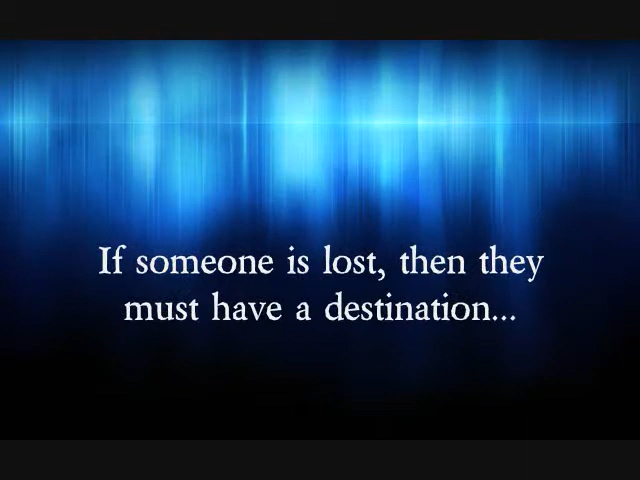 If someone is lost, then they
must have a destination...